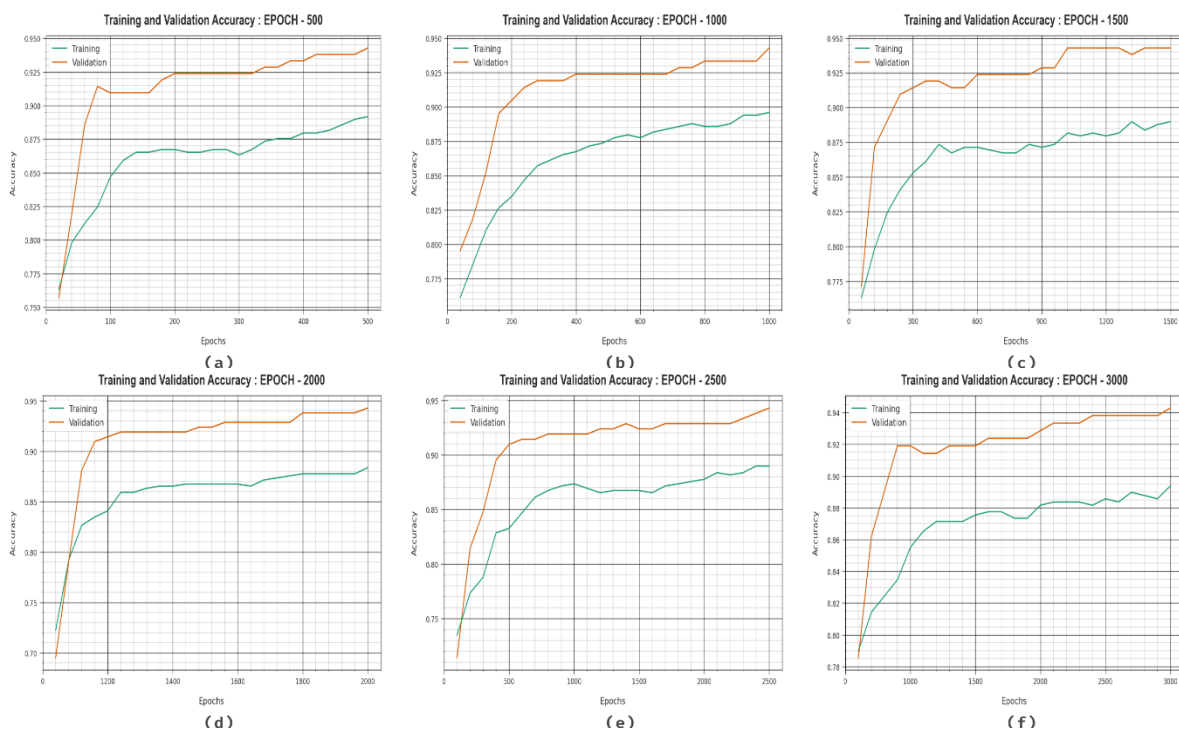 Training and Validation Accuracy : EPOCH - 500
Training
Validation
0.950
0.925
0.900
0.875
0.850
0.825
0.800
0.775
0.750
Accuracy
0 100 200 300 400 500
Epochs
(a)
Training and Validation Accuracy : EPOCH - 1000
Training
Validation
0.950
0.925
0.900
0.875
0.850
0.825
0.800
0.775
Accuracy
0 200 400 600 800 1000
Epochs
(b)
Training and Validation Accuracy : EPOCH - 1500
Training
Validation
0.950
0.925
0.900
0.875
0.850
0.825
0.800
0.775
Accuracy
0 300 600 900 1200 1500
Epochs
(c)
Training and Validation Accuracy : EPOCH - 2000
Training
Validation
0.95
0.90
0.85
0.80
0.75
0.70
Accuracy
0 1200 1400 1600 1800 2000
Epochs
(d)
Training and Validation Accuracy : EPOCH - 2500
Training
Validation
0.95
0.90
0.85
0.80
0.75
Accuracy
0 500 1000 1500 2000 2500
Epochs
(e)
Training and Validation Accuracy : EPOCH - 3000
Training
Validation
0.94
0.92
0.90
0.88
0.86
0.84
0.82
0.80
0.78
Accuracy
0 500 1000 1500 2000 2500 3000
Epochs
(f)